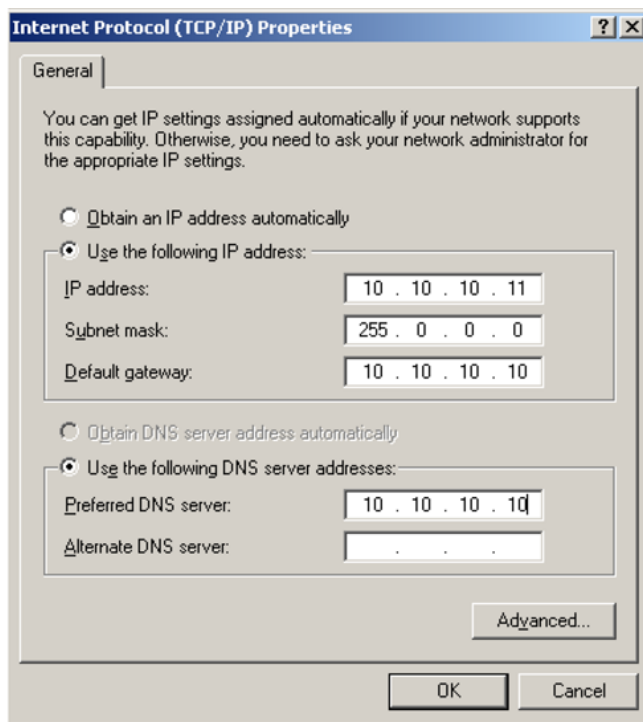 Internet Protocol (TCP/IP) Properties
General
You can get IP settings assigned automatically if your network supports
this capability. Otherwise, you need to ask your network administrator for
the appropriate IP settings.
Obtain an IP address automatically
Use the following IP address:
IP address: 10 . 10 . 10 . 11
Subnet mask: 255 . 0 . 0 . 0
Default gateway: 10 . 10 . 10 . 10
Obtain DNS server address automatically
Use the following DNS server addresses:
Preferred DNS server: 10 . 10 . 10 . 10
Alternate DNS server: . . .
Advanced...
OK Cancel